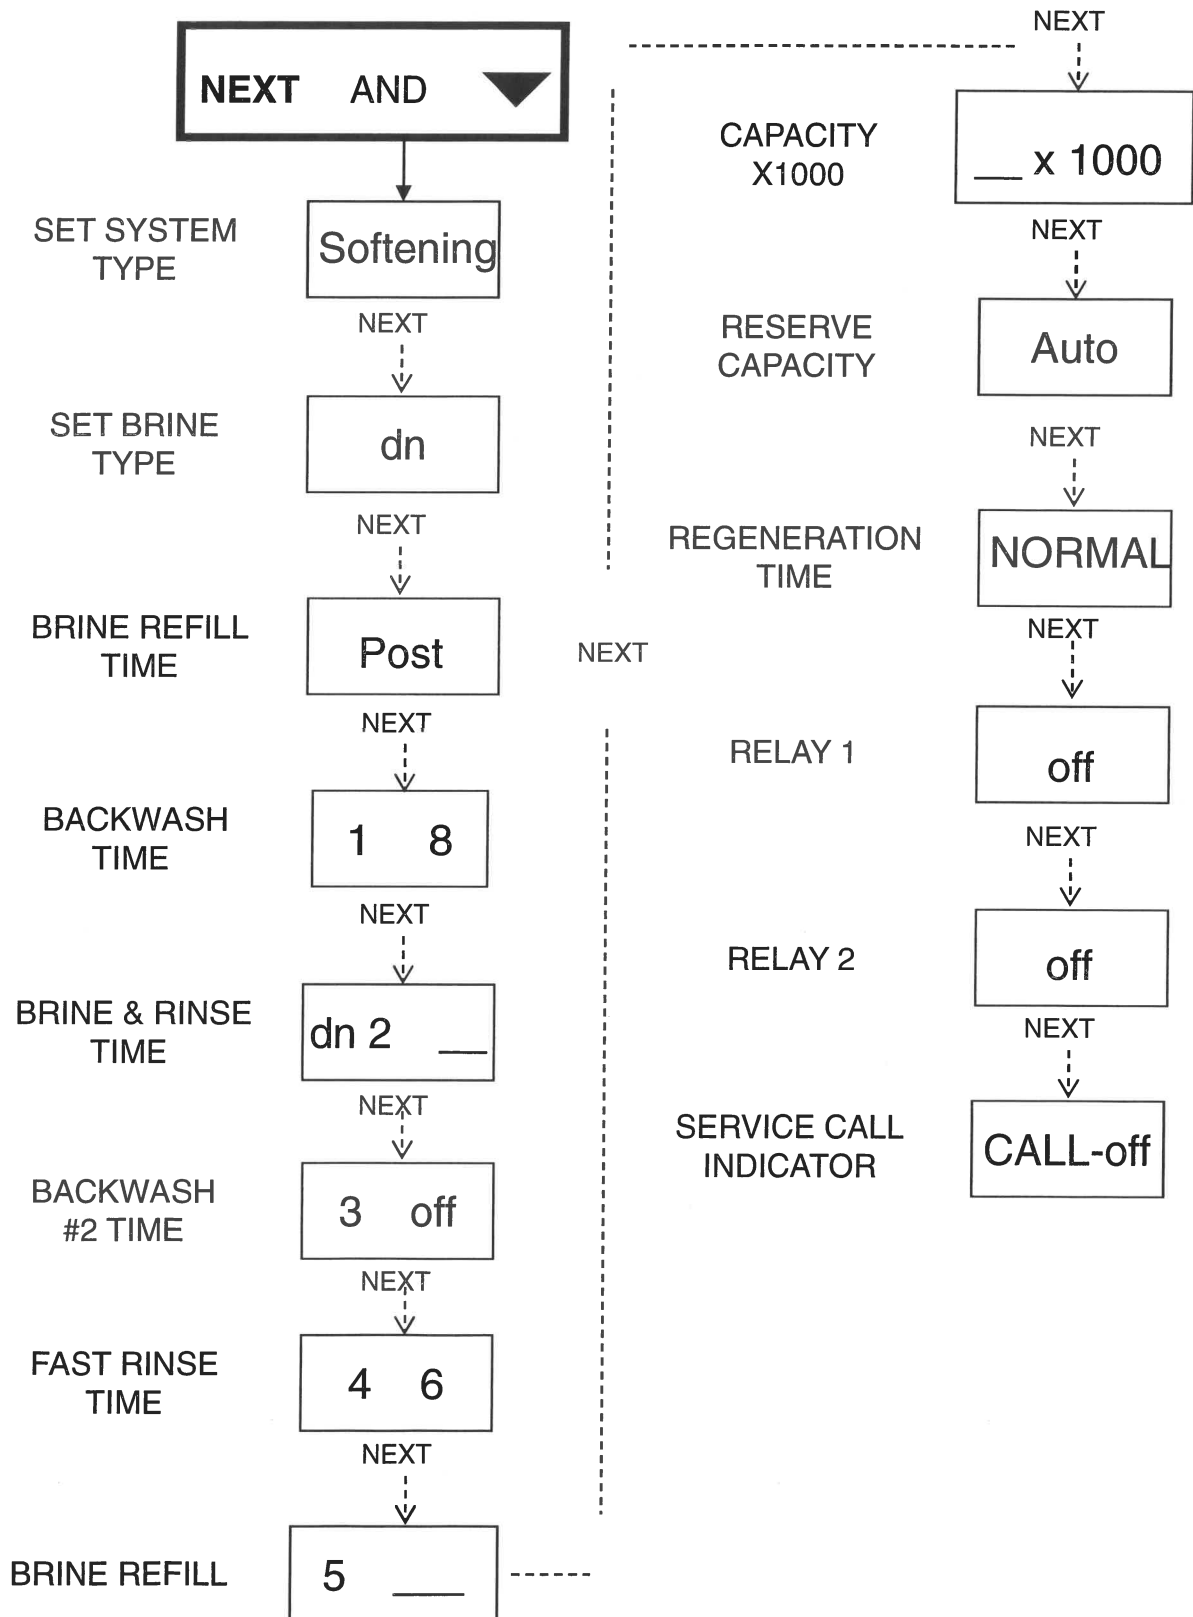 NEXT AND
SET SYSTEM
TYPE
Softening
NEXT
SET BRINE
TYPE
dn
NEXT
BRINE REFILL
TIME
Post
NEXT
BACKWASH
TIME
1 8
NEXT
BRINE & RINSE
TIME
dn 2 __
NEXT
BACKWASH
#2 TIME
3 off
NEXT
FAST RINSE
TIME
4 6
NEXT
BRINE REFILL
5 ___
NEXT
NEXT
CAPACITY
X1000
__ x 1000
NEXT
RESERVE
CAPACITY
Auto
NEXT
REGENERATION
TIME
NORMAL
NEXT
RELAY 1
off
NEXT
RELAY 2
off
NEXT
SERVICE CALL
INDICATOR
CALL-off